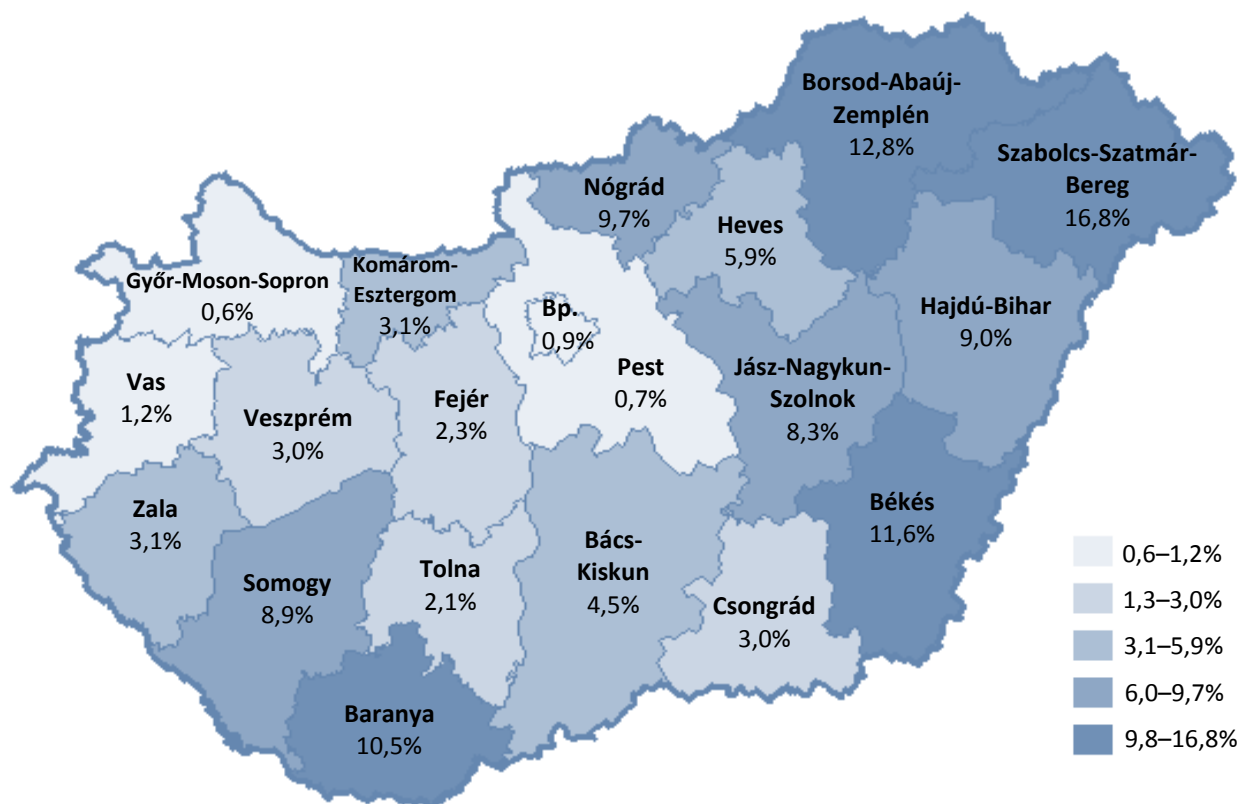 Borsod-Abaúj-
Zemplén
12,8%
Szabolcs-Szatmár-
Bereg
16,8%
Nógrád
9,7%
Heves
5,9%
Győr-Moson-Sopron
0,6%
Komárom-
Esztergom
3,1%
Bp.
0,9%
Pest
0,7%
Hajdú-Bihar
9,0%
Jász-Nagykun-
Szolnok
8,3%
Vas
1,2%
Veszprém
3,0%
Fejér
2,3%
Zala
3,1%
Somogy
8,9%
Tolna
2,1%
Bács-
Kiskun
4,5%
Csongrád
3,0%
Békés
11,6%
Baranya
10,5%
0,6–1,2%
1,3–3,0%
3,1–5,9%
6,0–9,7%
9,8–16,8%